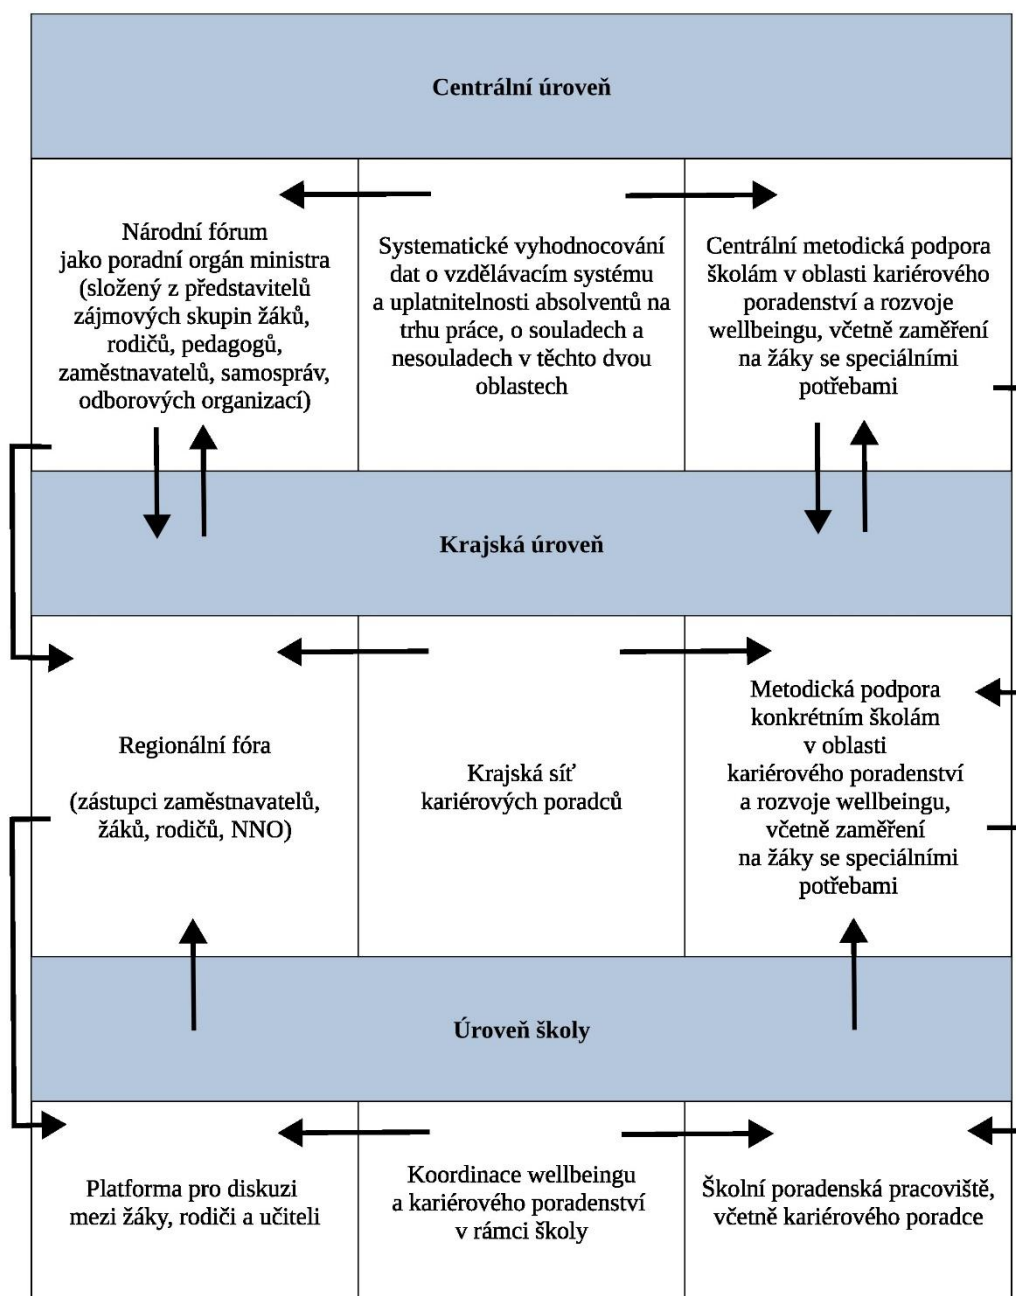 Centrální úroveň
Národní fórum
jako poradní orgán ministra
(složený z představitelů
zájmových skupin žáků,
rodičů, pedagogů,
zaměstnavatelů, samospráv,
odborových organizací)
Systematické vyhodnocování
dat o vzdělávacím systému
a uplatnitelnosti absolventů na
trhu práce, o souladech a
nesouladech v těchto dvou
oblastech
Centrální metodická podpora
školám v oblasti kariérového
poradenství a rozvoje
wellbeingu, včetně zaměření
na žáky se speciálními
potřebami
Krajská úroveň
Regionální fóra
(zástupci zaměstnavatelů,
žáků, rodičů, NNO)
Krajská síť
kariérových poradců
Metodická podpora
konkrétním školám
v oblasti
kariérového poradenství
a rozvoje wellbeingu,
včetně zaměření
na žáky se speciálními
potřebami
Úroveň školy
Platforma pro diskuzi
mezi žáky, rodiči a učiteli
Koordinace wellbeingu
a kariérového poradenství
v rámci školy
Školní poradenská pracoviště,
včetně kariérového poradce